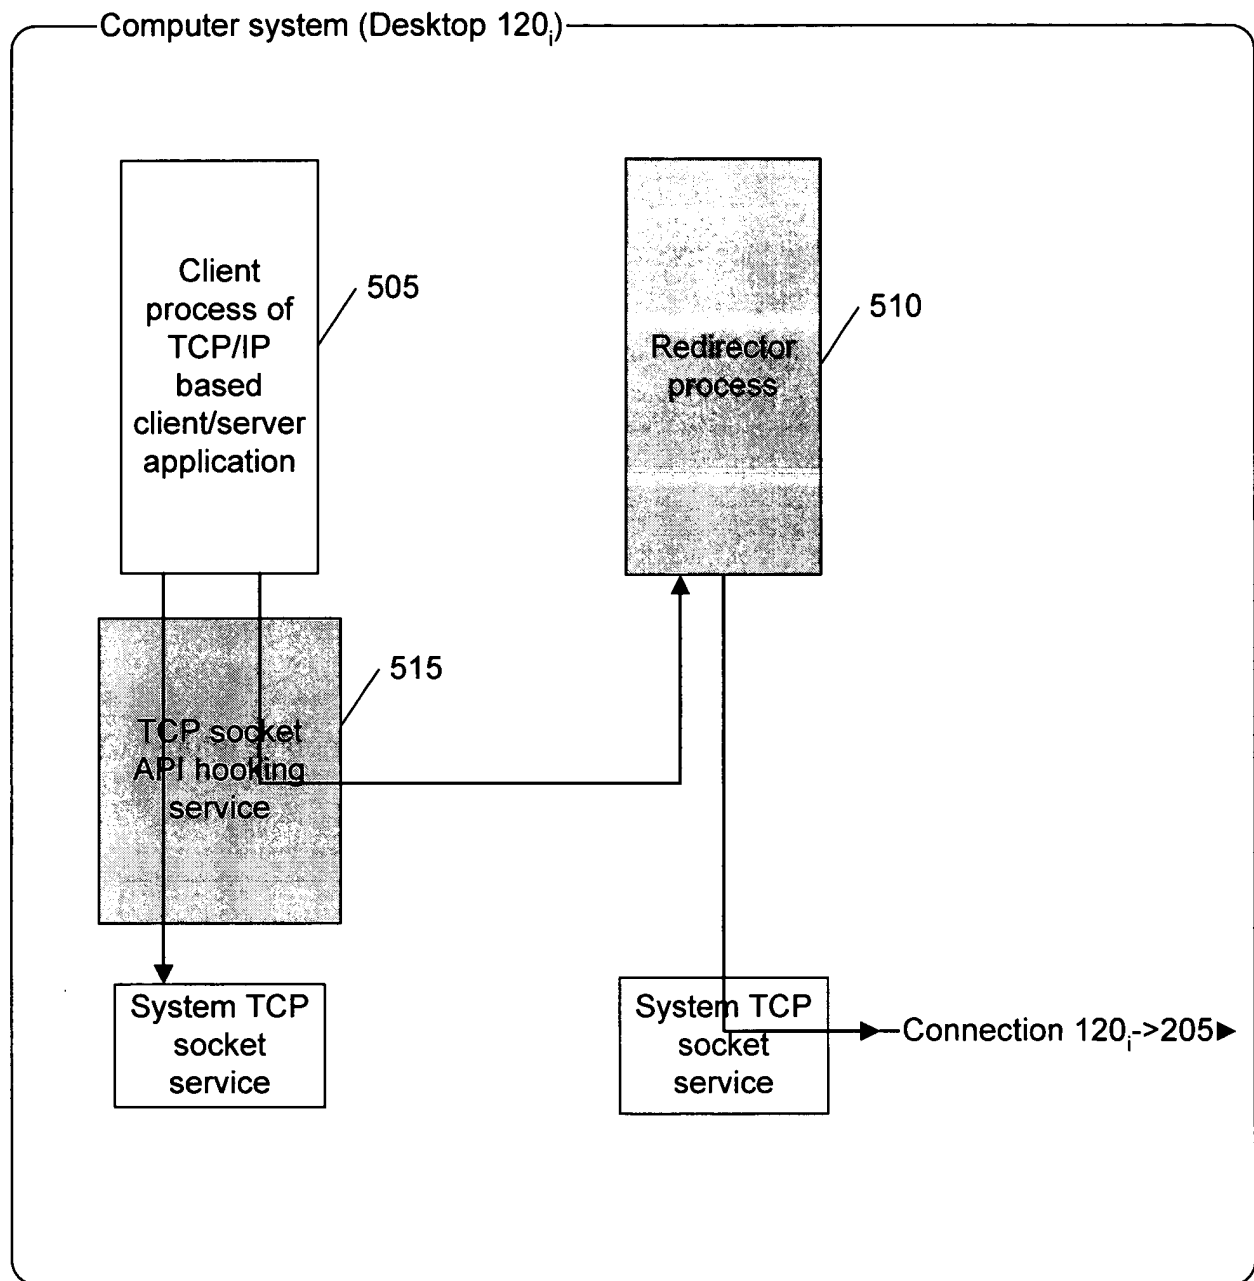 Computer system (Desktop 120i)
Client
process of
TCP/IP
based
client/server
application
505
Redirector
process
510
TCP socket
API hooking
service
515
System TCP
socket
service
System TCP
socket
service
Connection 120i->205